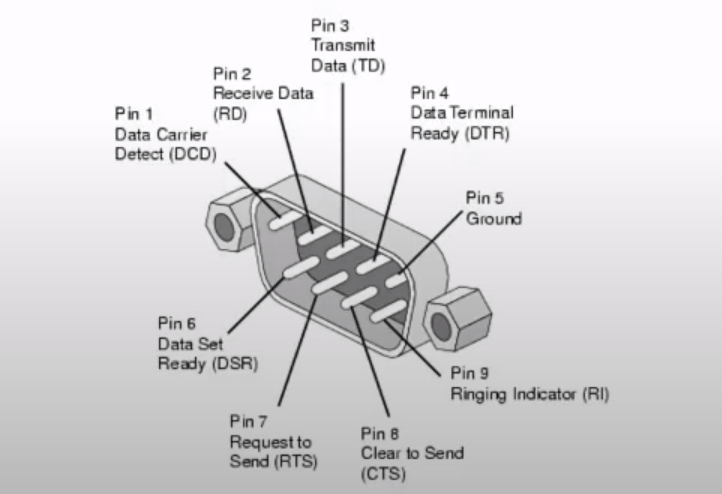 Pin 3
Transmit
Data (TD)
Pin 2
Receive Data
(RD)
Pin 4
Data Terminal
Ready (DTR)
Pin 1
Data Carrier
Detect (DCD)
Pin 5
Ground
Pin 6
Data Set
Ready (DSR)
Pin 9
Ringing Indicator (RI)
Pin 7
Request to
Send (RTS)
Pin 8
Clear to Send
(CTS)